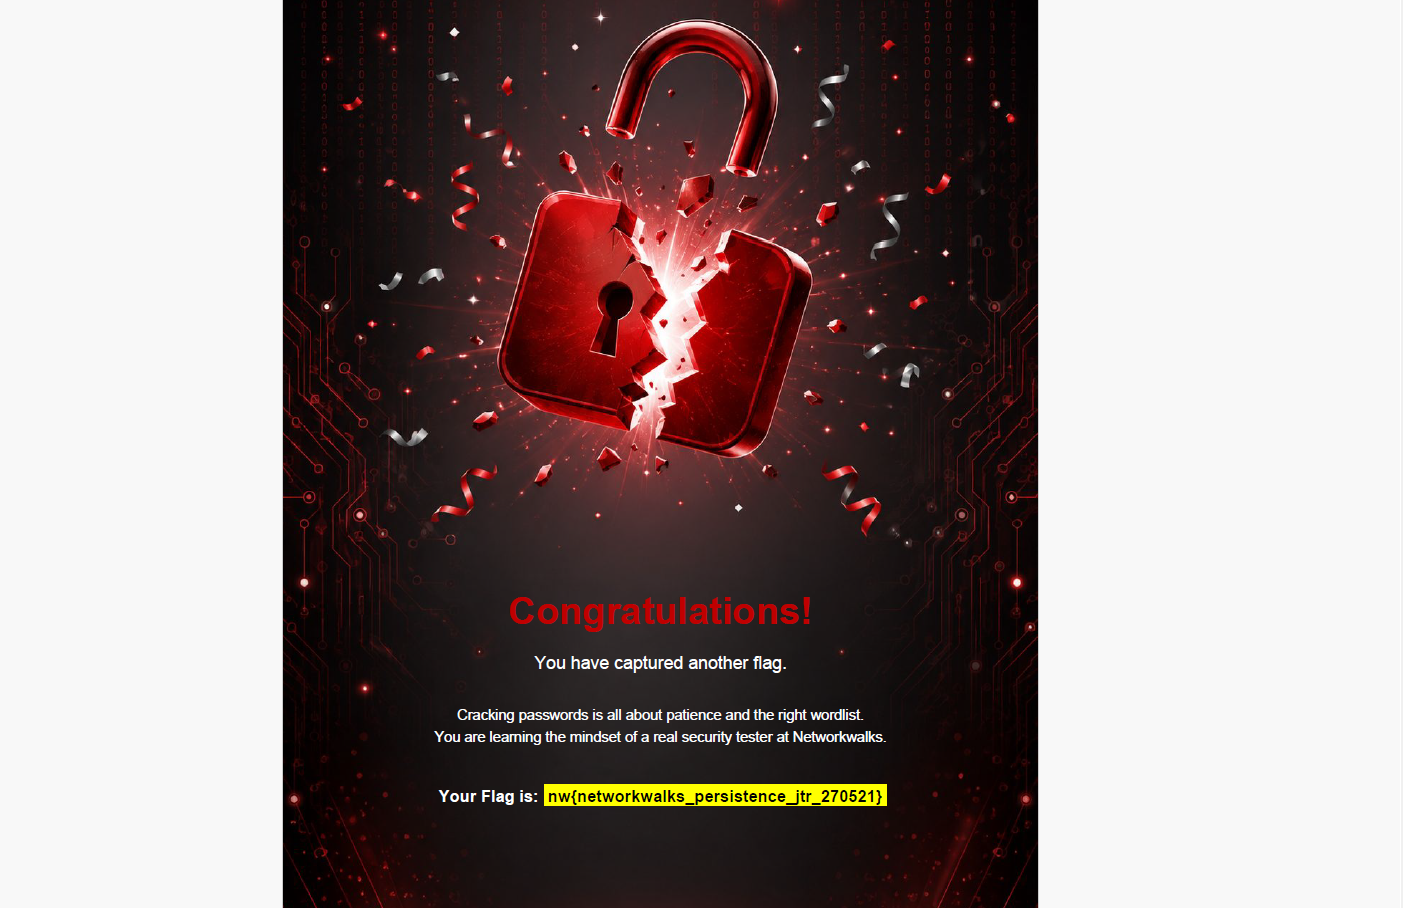 Congratulations!
You have captured another flag.
Cracking passwords is all about patience and the right wordlist.
You are learning the mindset of a real security tester at Networkwalks.
Your Flag is: nw{networkwalks_persistence_jtr_270521}